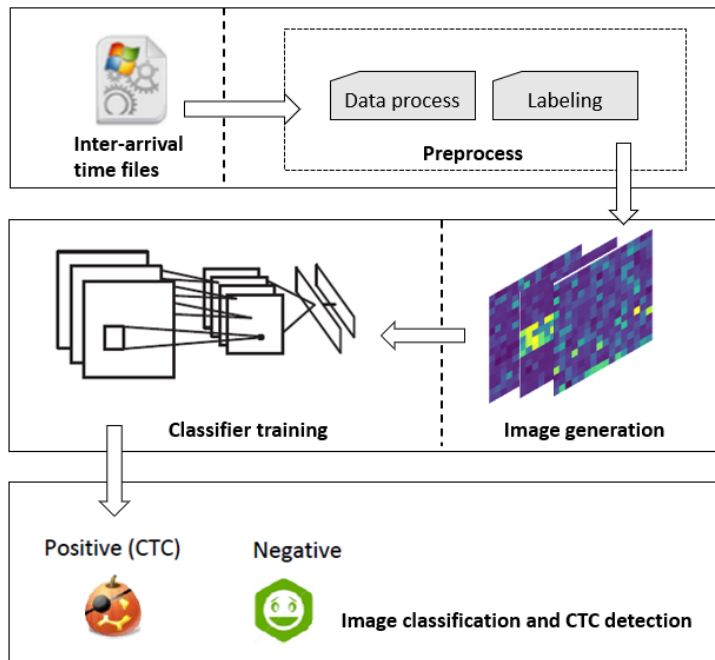 Inter-arrival
time files
Data process
Labeling
Preprocess
Classifier training
Image generation
Positive (CTC)
Negative
Image classification and CTC detection